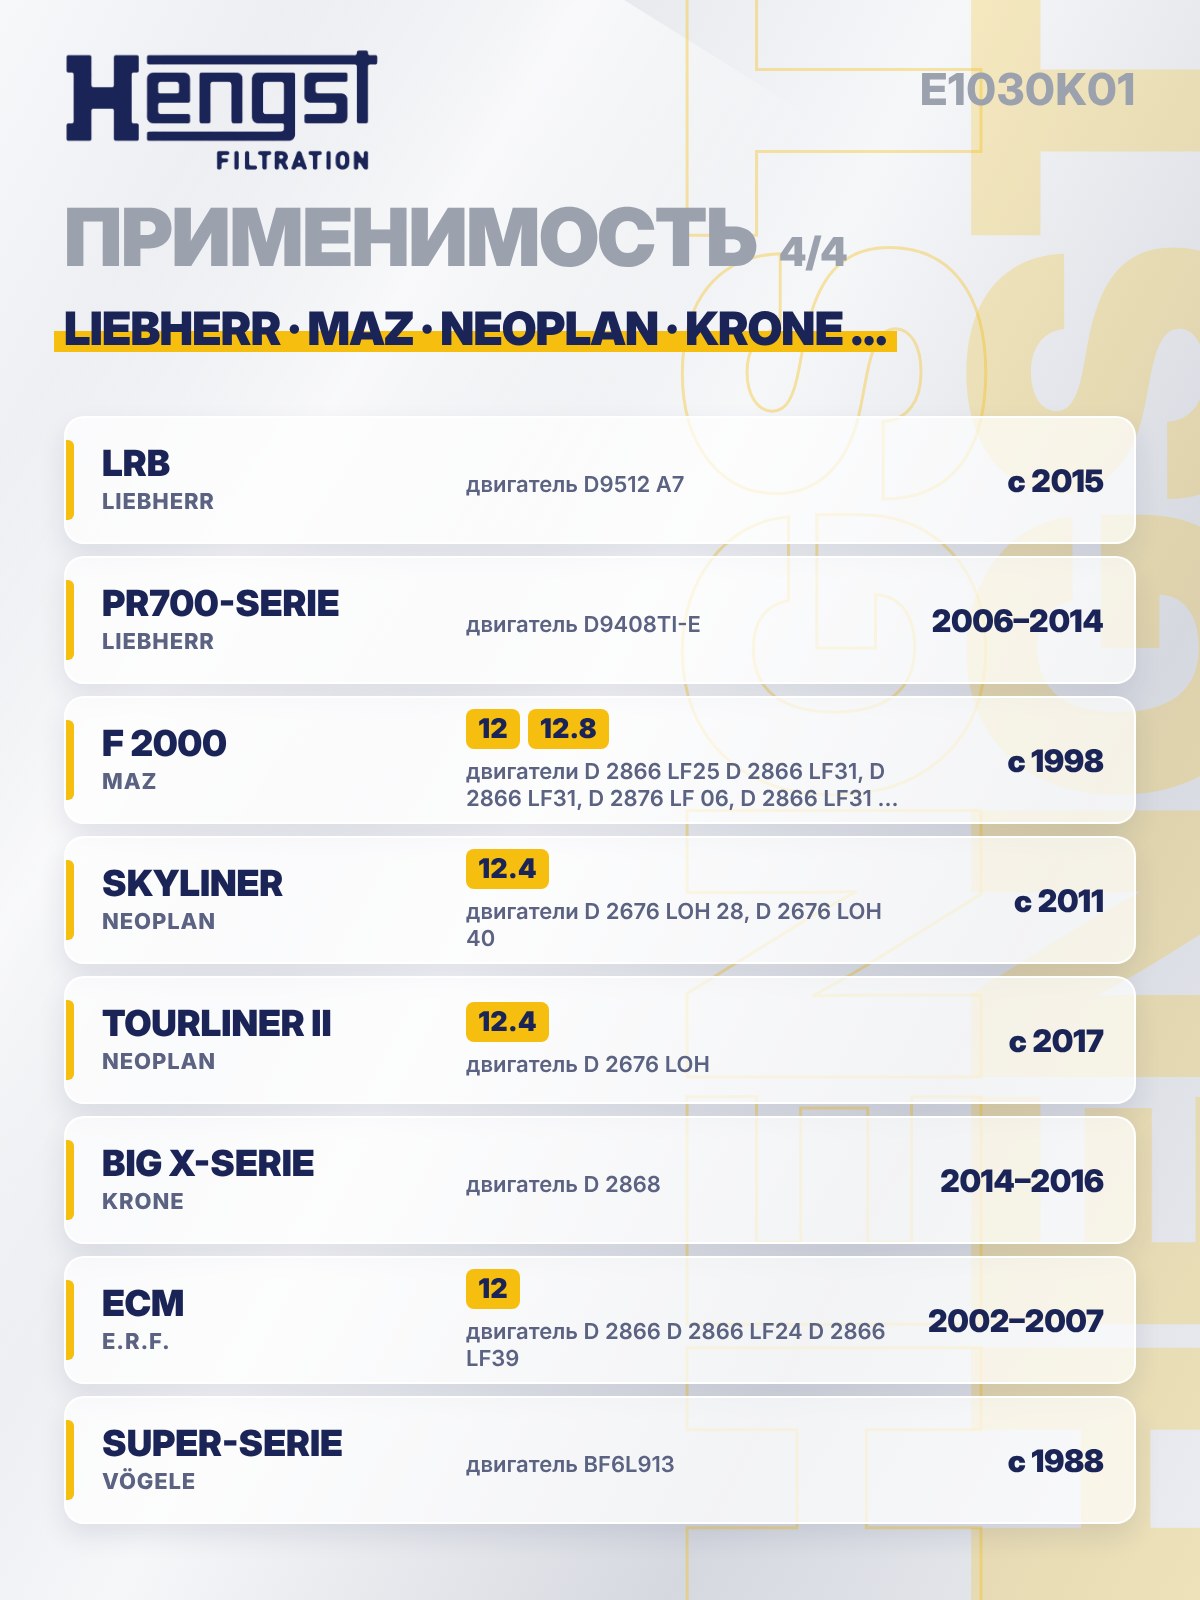 Hengst
FILTRATION
E1030K01
ПРИМЕНИМОСТЬ 4/4
LIEBHERR · MAZ · NEOPLAN · KRONE ...
LRB
LIEBHERR
двигатель D9512 A7
с 2015
PR700-SERIE
LIEBHERR
двигатель D9408TI-E
2006–2014
F 2000
MAZ
12 12.8
двигатели D 2866 LF25 D 2866 LF31, D
2866 LF31, D 2876 LF 06, D 2866 LF31 ...
с 1998
SKYLINER
NEOPLAN
12.4
двигатели D 2676 LOH 28, D 2676 LOH
40
с 2011
TOURLINER II
NEOPLAN
12.4
двигатель D 2676 LOH
с 2017
BIG X-SERIE
KRONE
двигатель D 2868
2014–2016
ECM
E.R.F.
12
двигатель D 2866 D 2866 LF24 D 2866
LF39
2002–2007
SUPER-SERIE
VÖGELE
двигатель BF6L913
с 1988
HENGST
HENGST